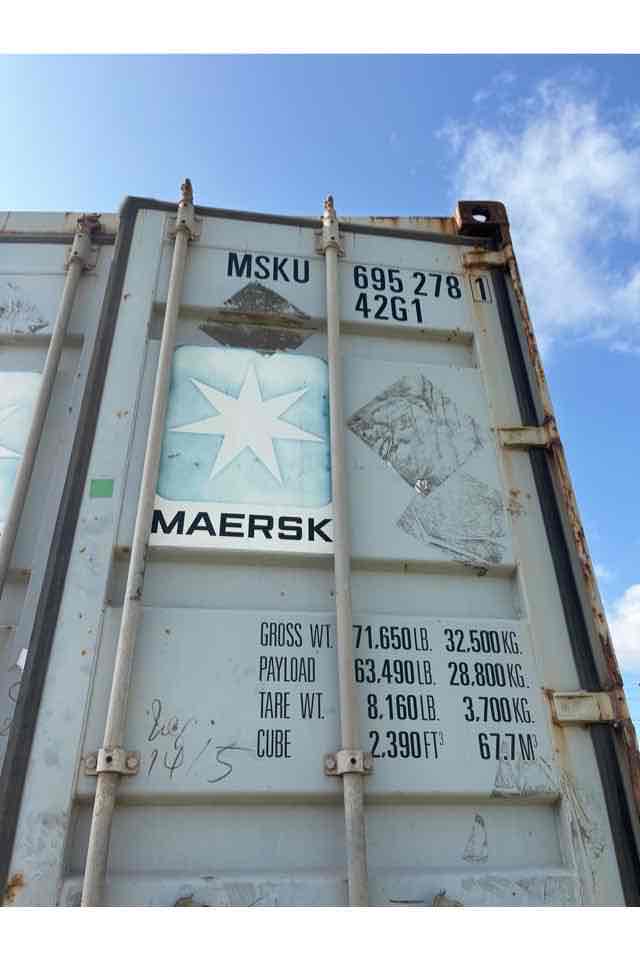 MSKU 695 278 1
42G1
MAERSK
GROSS WT. 71,650 LB. 32,500 KG.
PAYLOAD 63,490 LB. 28,800 KG.
TARE WT. 8,160 LB. 3,700 KG.
CUBE 2,390 FT³ 67.7 M³
14/5